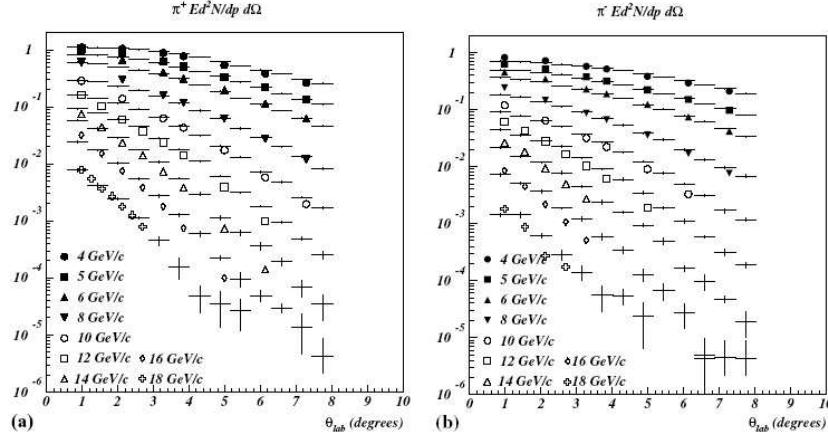 π⁺ Ed²N/dp dΩ
1
10⁻¹
10⁻²
10⁻³
10⁻⁴
10⁻⁵
10⁻⁶
4 GeV/c
5 GeV/c
6 GeV/c
8 GeV/c
10 GeV/c
12 GeV/c 16 GeV/c
14 GeV/c 18 GeV/c
0 1 2 3 4 5 6 7 8 9 10
(a) θlab (degrees)
π⁻ Ed²N/dp dΩ
1
10⁻¹
10⁻²
10⁻³
10⁻⁴
10⁻⁵
10⁻⁶
4 GeV/c
5 GeV/c
6 GeV/c
8 GeV/c
10 GeV/c
12 GeV/c 16 GeV/c
14 GeV/c 18 GeV/c
0 1 2 3 4 5 6 7 8 9 10
(b) θlab (degrees)